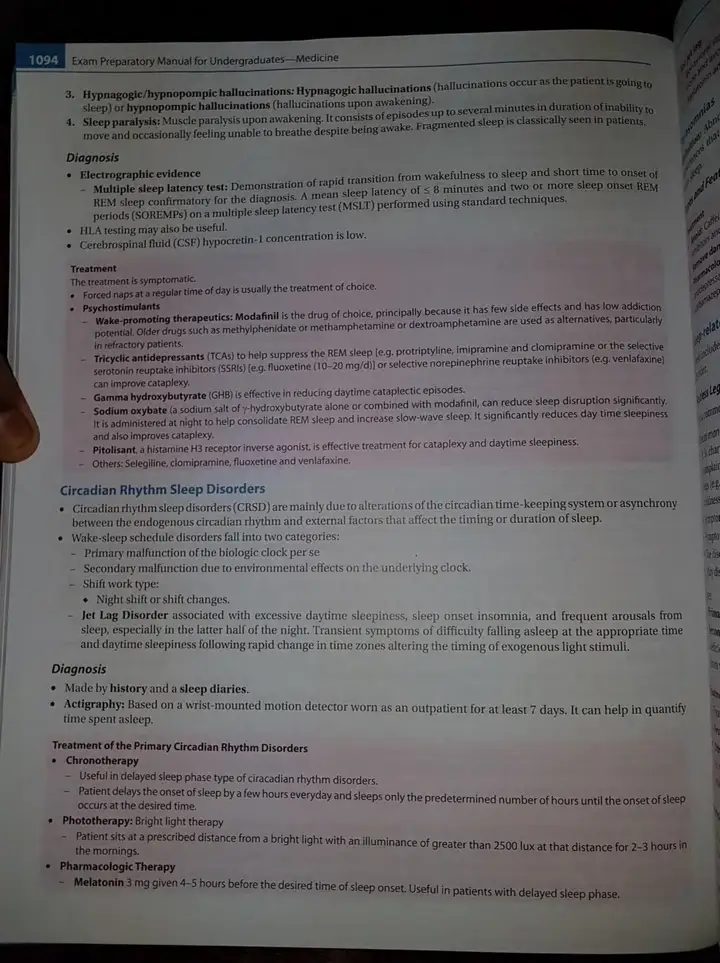 1094 Exam Preparatory Manual for Undergraduates—Medicine
3. Hypnagogic/hypnopompic hallucinations: Hypnagogic hallucinations (hallucinations occur as the patient is going to
sleep) or hypnopompic hallucinations (hallucinations upon awakening).
4. Sleep paralysis: Muscle paralysis upon awakening. It consists of episodes up to several minutes in duration of inability to
move and occasionally feeling unable to breathe despite being awake. Fragmented sleep is classically seen in patients.
Diagnosis
• Electrographic evidence
– Multiple sleep latency test: Demonstration of rapid transition from wakefulness to sleep and short time to onset of
REM sleep confirmatory for the diagnosis. A mean sleep latency of ≤ 8 minutes and two or more sleep onset REM
periods (SOREMPs) on a multiple sleep latency test (MSLT) performed using standard techniques.
• HLA testing may also be useful.
• Cerebrospinal fluid (CSF) hypocretin-1 concentration is low.
Treatment
The treatment is symptomatic.
• Forced naps at a regular time of day is usually the treatment of choice.
• Psychostimulants
– Wake-promoting therapeutics: Modafinil is the drug of choice, principally because it has few side effects and has low addiction
potential. Older drugs such as methylphenidate or methamphetamine or dextroamphetamine are used as alternatives, particularly
in refractory patients.
– Tricyclic antidepressants (TCAs) to help suppress the REM sleep [e.g. protriptyline, imipramine and clomipramine or the selective
serotonin reuptake inhibitors (SSRIs) [e.g. fluoxetine (10–20 mg/d)] or selective norepinephrine reuptake inhibitors (e.g. venlafaxine)]
can improve cataplexy.
– Gamma hydroxybutyrate (GHB) is effective in reducing daytime cataplectic episodes.
– Sodium oxybate (a sodium salt of γ-hydroxybutyrate alone or combined with modafinil, can reduce sleep disruption significantly.
It is administered at night to help consolidate REM sleep and increase slow-wave sleep. It significantly reduces day time sleepiness
and also improves cataplexy.
– Pitolisant, a histamine H3 receptor inverse agonist, is effective treatment for cataplexy and daytime sleepiness.
– Others: Selegiline, clomipramine, fluoxetine and venlafaxine.
Circadian Rhythm Sleep Disorders
• Circadian rhythm sleep disorders (CRSD) are mainly due to alterations of the circadian time-keeping system or asynchrony
between the endogenous circadian rhythm and external factors that affect the timing or duration of sleep.
• Wake-sleep schedule disorders fall into two categories:
– Primary malfunction of the biologic clock per se
– Secondary malfunction due to environmental effects on the underlying clock.
– Shift work type:
◆ Night shift or shift changes.
– Jet Lag Disorder associated with excessive daytime sleepiness, sleep onset insomnia, and frequent arousals from
sleep, especially in the latter half of the night. Transient symptoms of difficulty falling asleep at the appropriate time
and daytime sleepiness following rapid change in time zones altering the timing of exogenous light stimuli.
Diagnosis
• Made by history and a sleep diaries.
• Actigraphy: Based on a wrist-mounted motion detector worn as an outpatient for at least 7 days. It can help in quantify
time spent asleep.
Treatment of the Primary Circadian Rhythm Disorders
• Chronotherapy
– Useful in delayed sleep phase type of ciracadian rhythm disorders.
– Patient delays the onset of sleep by a few hours everyday and sleeps only the predetermined number of hours until the onset of sleep
occurs at the desired time.
• Phototherapy: Bright light therapy
– Patient sits at a prescribed distance from a bright light with an illuminance of greater than 2500 lux at that distance for 2–3 hours in
the mornings.
• Pharmacologic Therapy
– Melatonin 3 mg given 4–5 hours before the desired time of sleep onset. Useful in patients with delayed sleep phase.